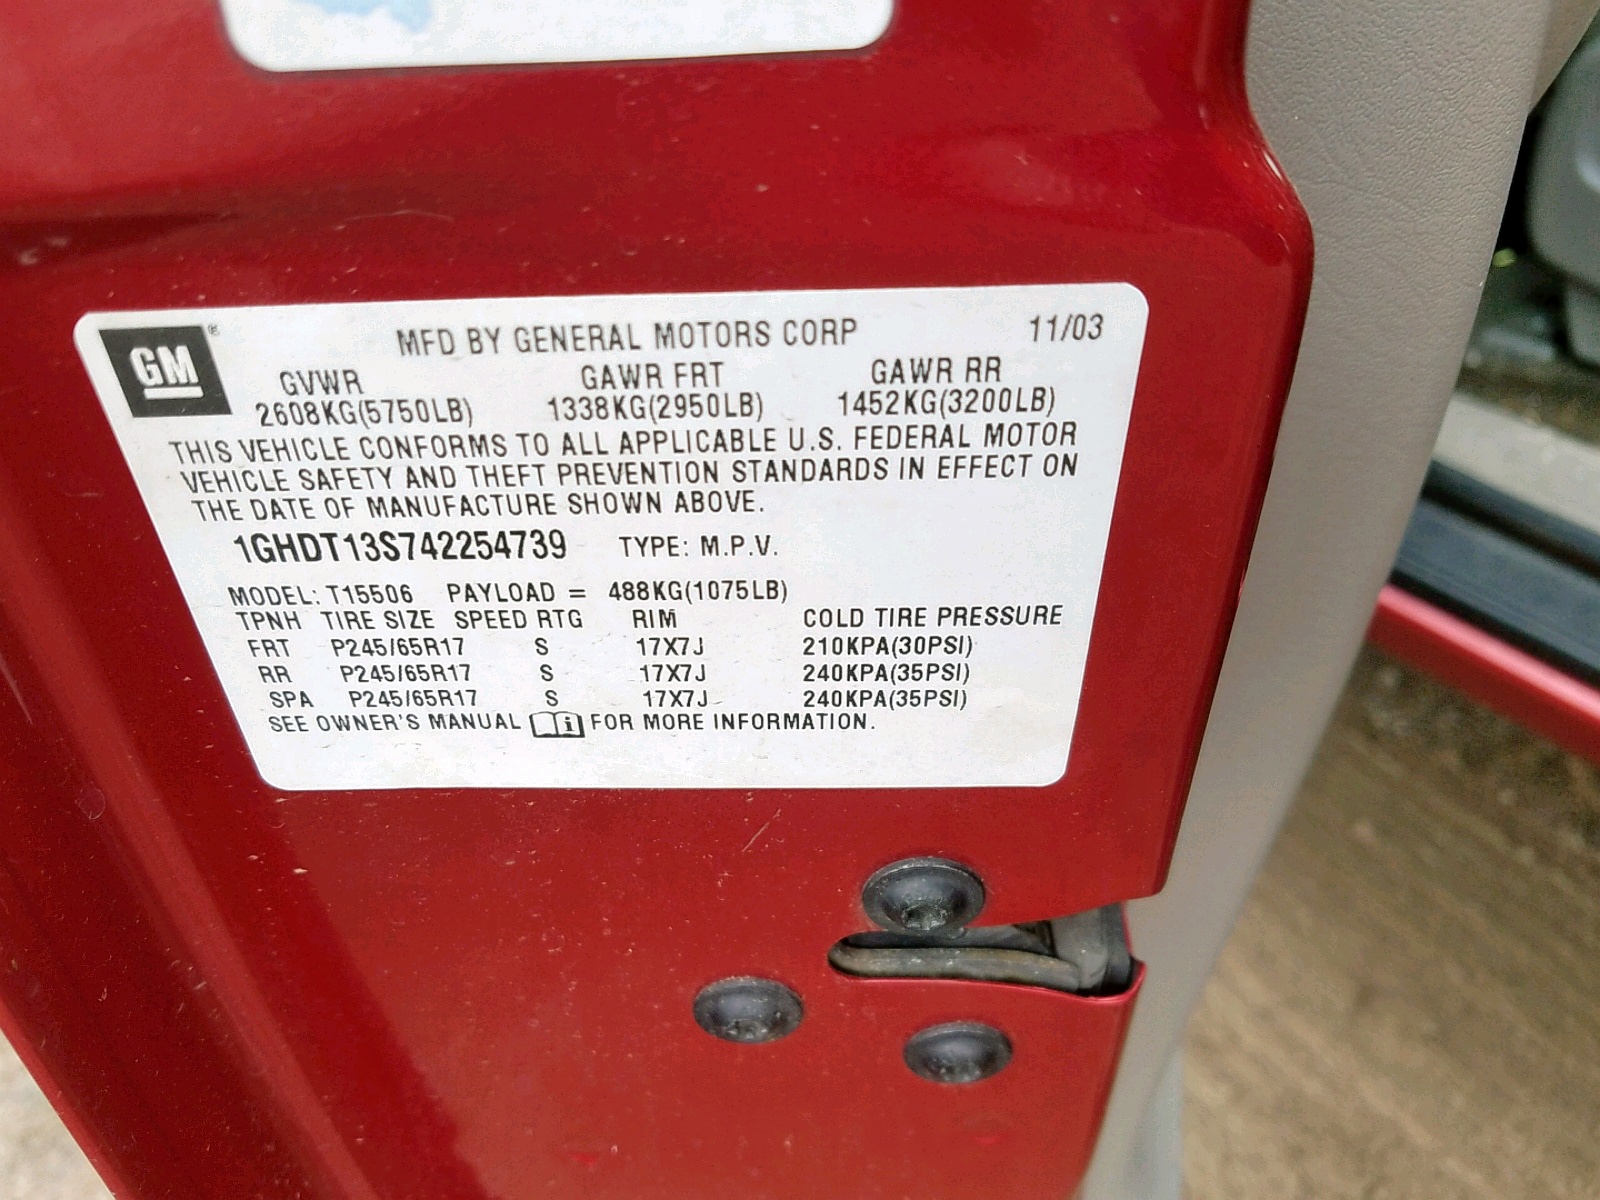 GM®
MFD BY GENERAL MOTORS CORP 11/03
GVWR GAWR FRT GAWR RR
2608KG(5750LB) 1338KG(2950LB) 1452KG(3200LB)
THIS VEHICLE CONFORMS TO ALL APPLICABLE U.S. FEDERAL MOTOR
VEHICLE SAFETY AND THEFT PREVENTION STANDARDS IN EFFECT ON
THE DATE OF MANUFACTURE SHOWN ABOVE.
1GHDT13S742254739 TYPE: M.P.V.
MODEL: T15506 PAYLOAD = 488KG(1075LB)
TPNH TIRE SIZE SPEED RTG RIM COLD TIRE PRESSURE
FRT P245/65R17 S 17X7J 210KPA(30PSI)
RR P245/65R17 S 17X7J 240KPA(35PSI)
SPA P245/65R17 S 17X7J 240KPA(35PSI)
SEE OWNER'S MANUAL i FOR MORE INFORMATION.